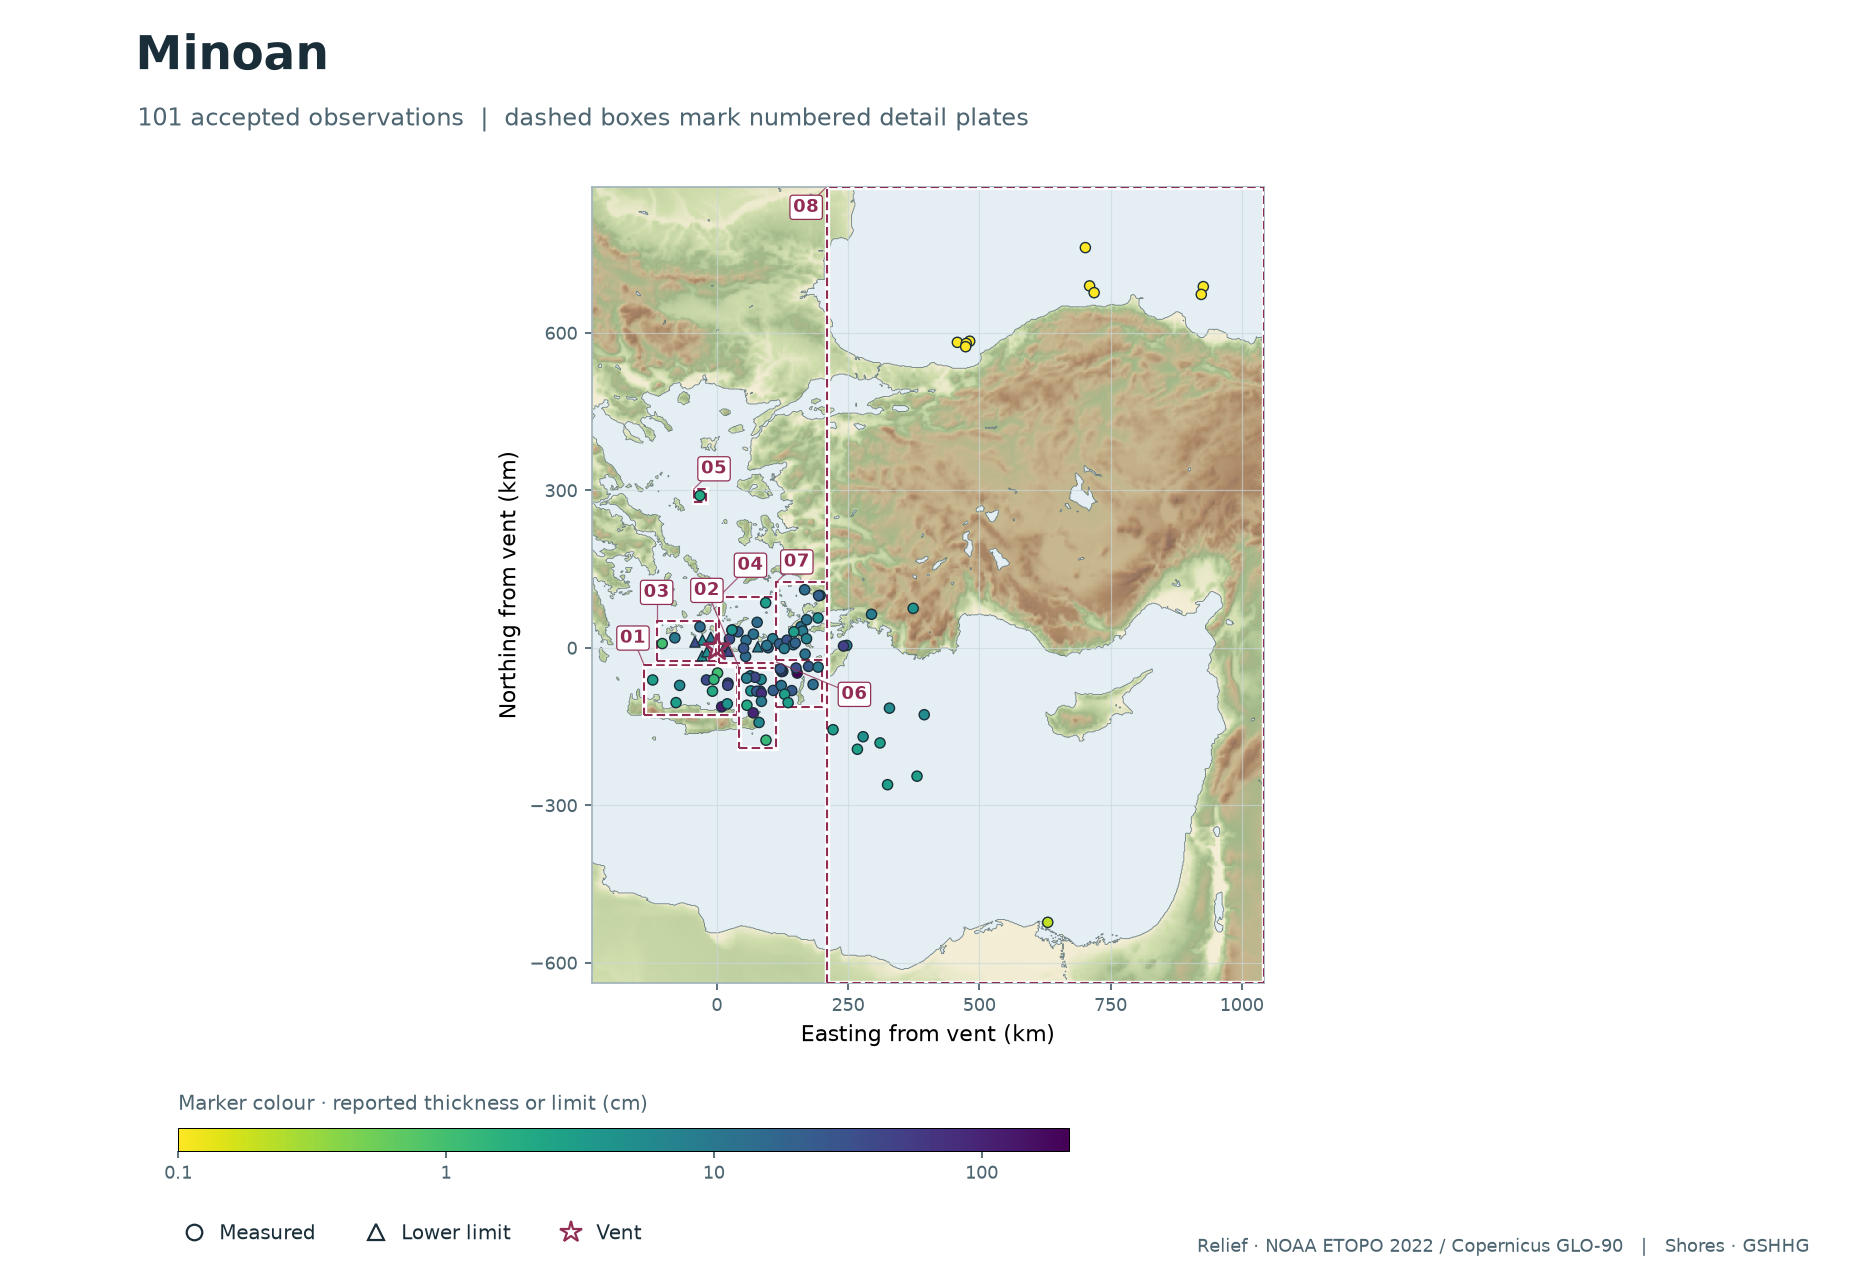 Minoan
101 accepted observations | dashed boxes mark numbered detail plates
08
600
05
300
04
07
03
02
01
0
06
−300
−600
0 250 500 750 1000
Northing from vent (km)
Easting from vent (km)
Marker colour · reported thickness or limit (cm)
0.1 1 10 100
Measured Lower limit Vent
Relief · NOAA ETOPO 2022 / Copernicus GLO-90 | Shores · GSHHG